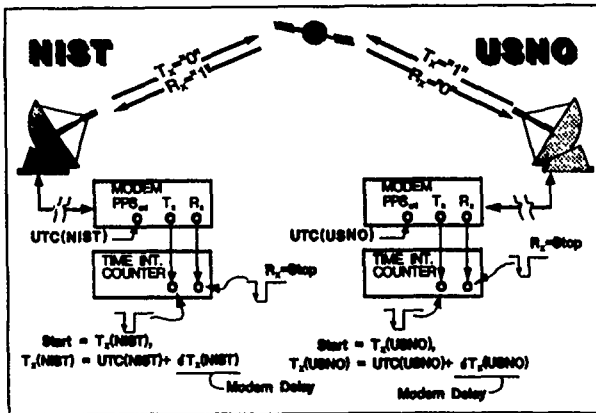 NIST
USNO
Tx="0"
Rx="1"
Tx="1"
Rx="0"
MODEM
PPSref Tx Rx
UTC(NIST)
TIME INT.
COUNTER
Rx=Stop
Start = Tx(NIST),
Tx(NIST) = UTC(NIST)+ δTx(NIST)
Modem Delay
MODEM
PPSref Tx Rx
UTC(USNO)
TIME INT.
COUNTER
Rx=Stop
Start = Tx(USNO),
Tx(USNO) = UTC(USNO)+ δTx(USNO)
Modem Delay